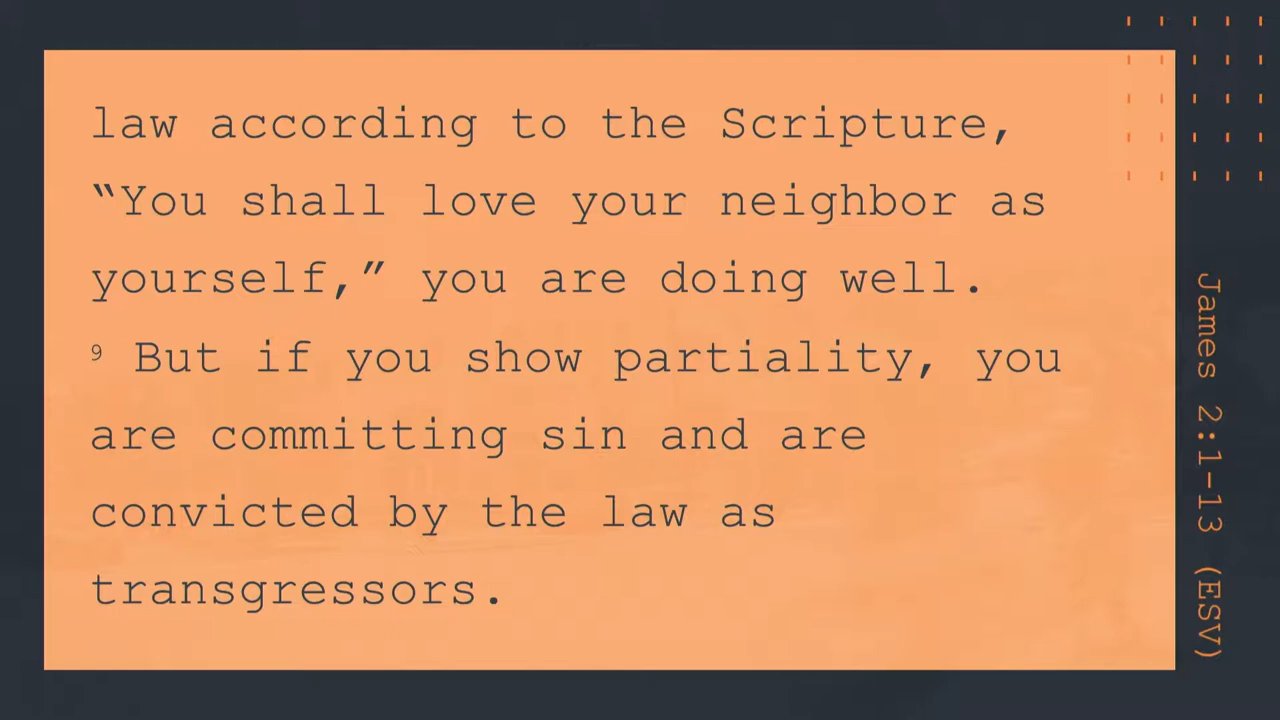 law according to the Scripture,
“You shall love your neighbor as
yourself,” you are doing well.
9 But if you show partiality, you
are committing sin and are
convicted by the law as
transgressors.
James 2:1-13 (ESV)